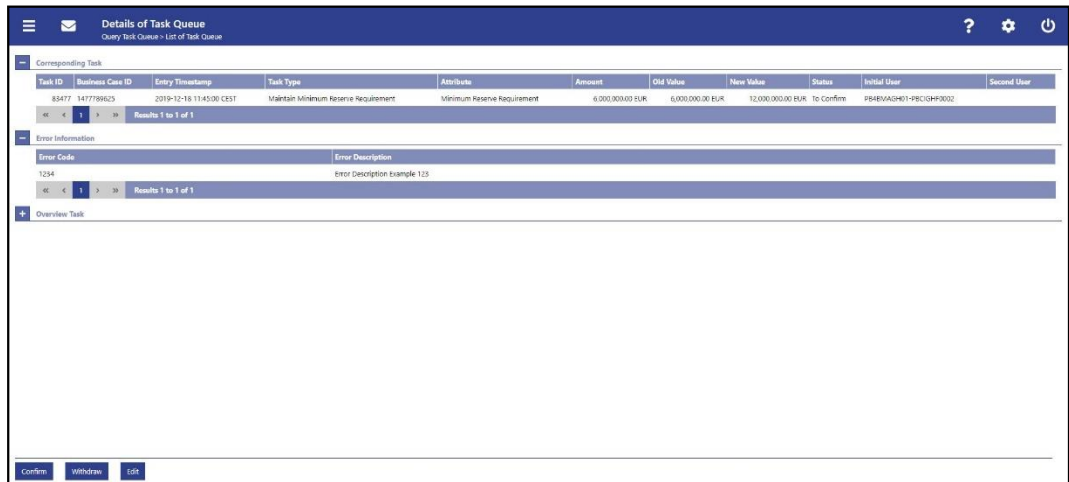 Details of Task Queue
Query Task Queue > List of Task Queue
?
Corresponding Task
Task ID Business Case ID Entry Timestamp Task Type Attribute Amount Old Value New Value Status Initial User Second User
83477 1477789625 2019-12-18 11:45:00 CEST Maintain Minimum Reserve Requirement Minimum Reserve Requirement 6,000,000.00 EUR 6,000,000.00 EUR 12,000,000.00 EUR To Confirm PB4BMAGH01-PBCIGHF0002
« < 1 > » Results 1 to 1 of 1
Error Information
Error Code Error Description
1234 Error Description Example 123
« < 1 > » Results 1 to 1 of 1
Overview Task
Confirm Withdraw Edit